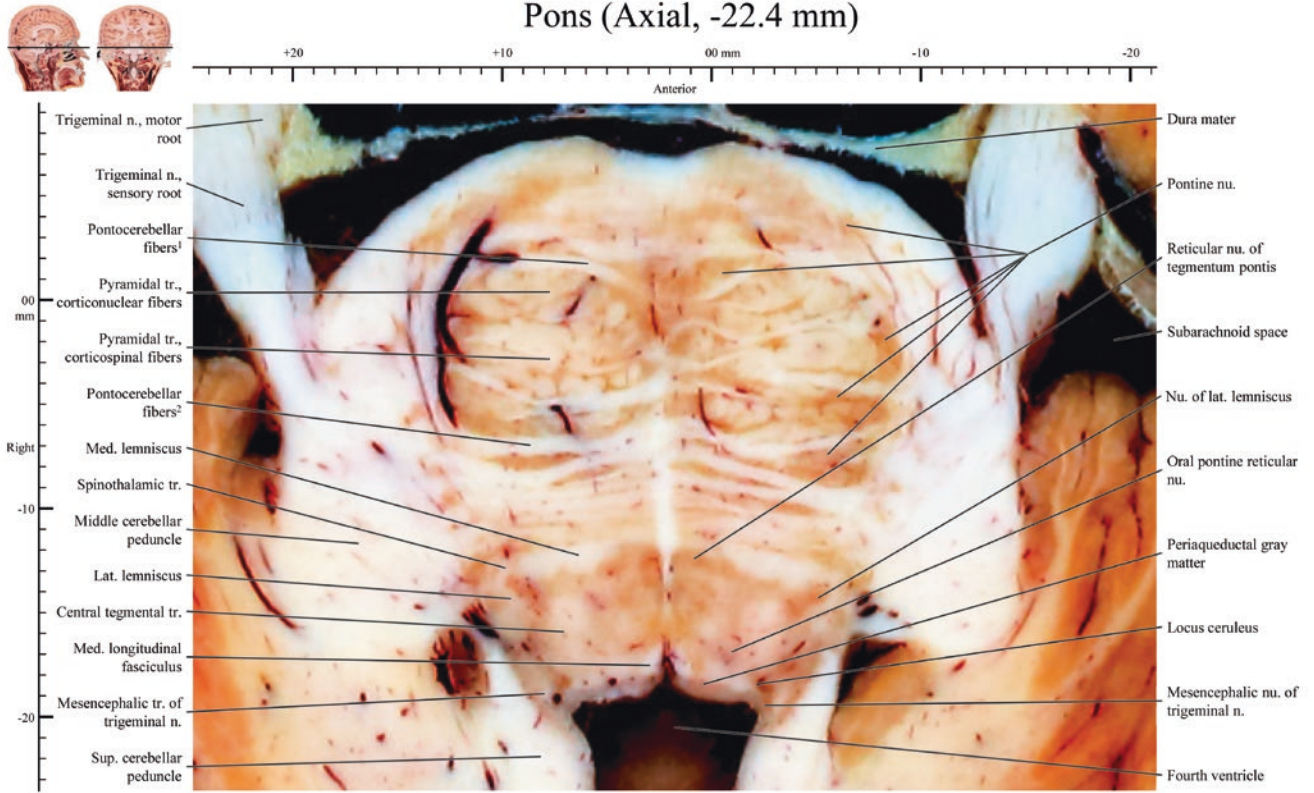 Pons (Axial, -22.4 mm)
+20
+10
00 mm
-10
-20
Anterior
Trigeminal n., motor
root
Trigeminal n.,
sensory root
Pontocerebellar
fibers¹
Pyramidal tr.,
corticonuclear fibers
Pyramidal tr.,
corticospinal fibers
Pontocerebellar
fibers²
Med. lemniscus
Spinothalamic tr.
Middle cerebellar
peduncle
Lat. lemniscus
Central tegmental tr.
Med. longitudinal
fasciculus
Mesencephalic tr. of
trigeminal n.
Sup. cerebellar
peduncle
00
mm
Right
-10
-20
Dura mater
Pontine nu.
Reticular nu. of
tegmentum pontis
Subarachnoid space
Nu. of lat. lemniscus
Oral pontine reticular
nu.
Periaqueductal gray
matter
Locus ceruleus
Mesencephalic nu. of
trigeminal n.
Fourth ventricle